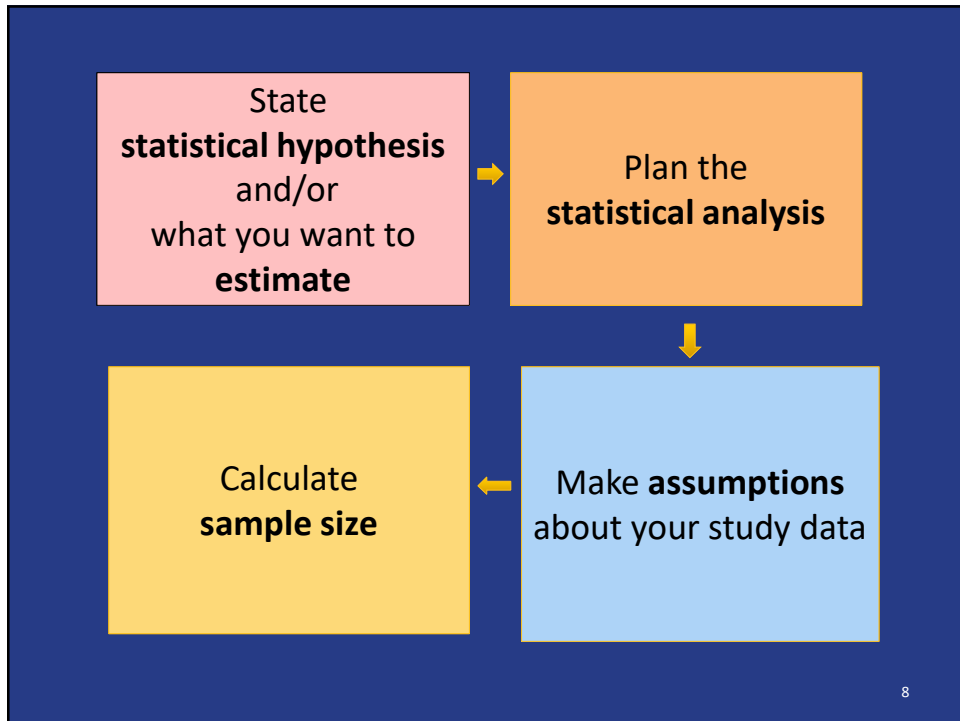 State
statistical hypothesis
and/or
what you want to
estimate
Plan the
statistical analysis
Make assumptions
about your study data
Calculate
sample size
8